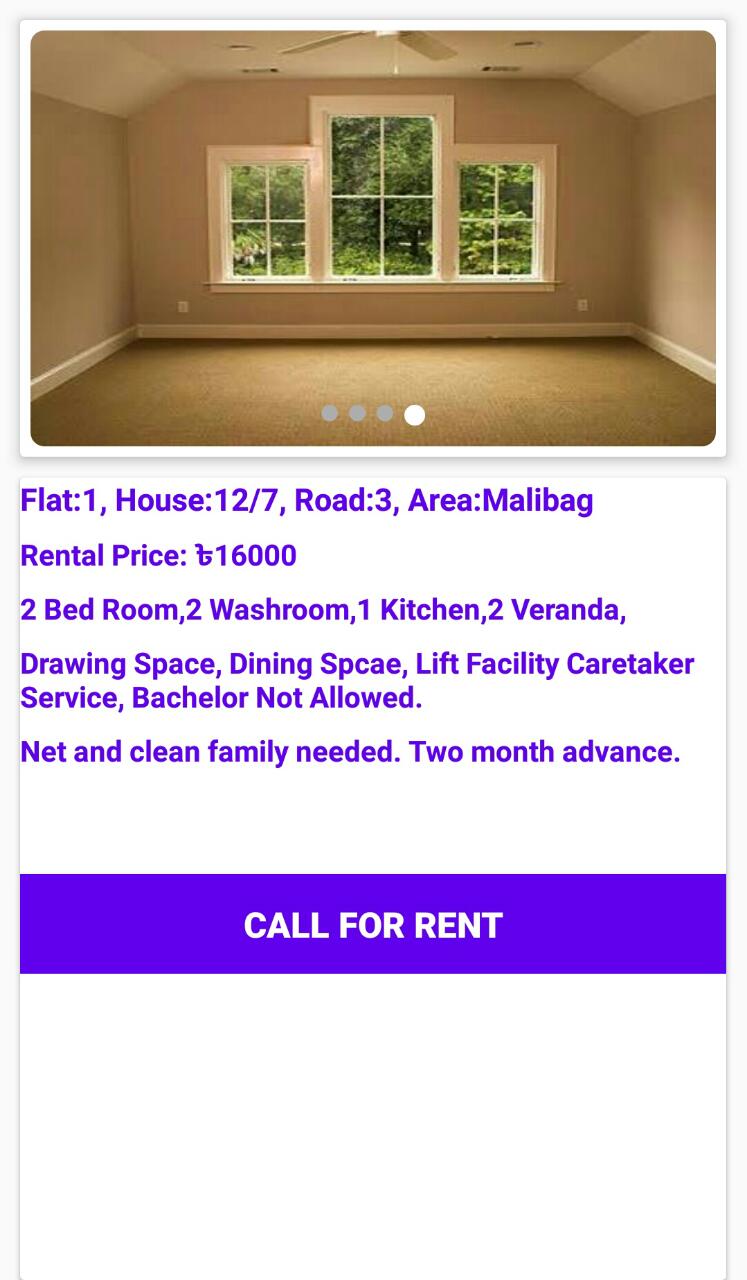 Flat:1, House:12/7, Road:3, Area:Malibag
Rental Price: ৳16000
2 Bed Room,2 Washroom,1 Kitchen,2 Veranda,
Drawing Space, Dining Spcae, Lift Facility Caretaker
Service, Bachelor Not Allowed.
Net and clean family needed. Two month advance.
CALL FOR RENT